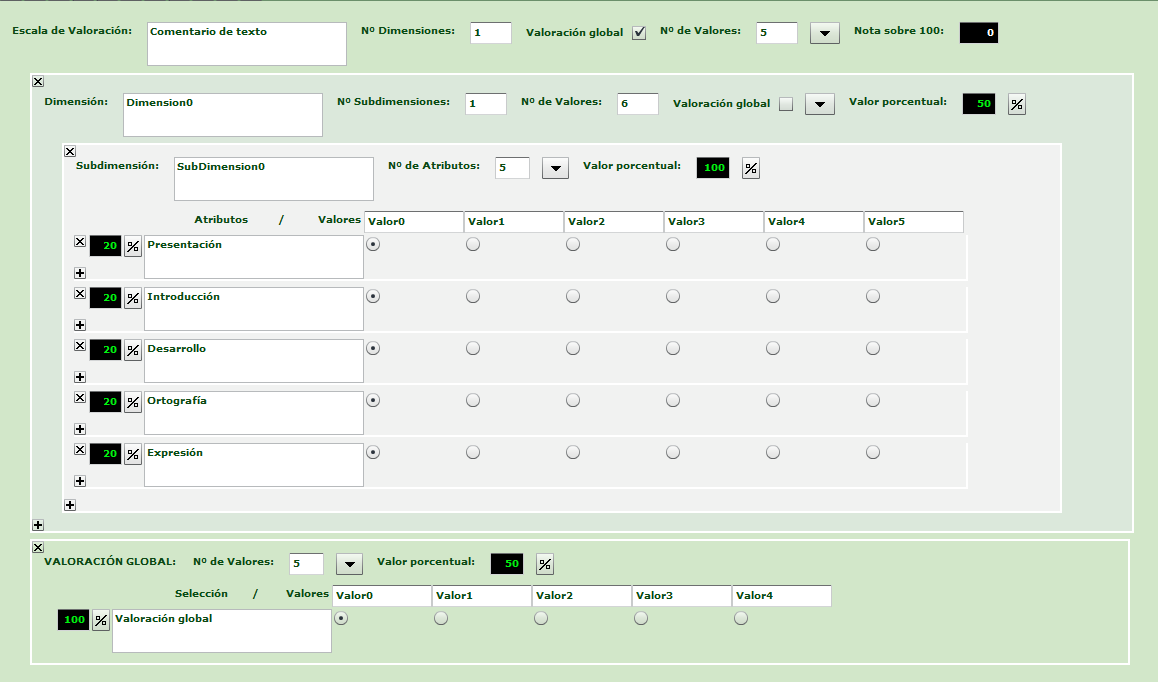 Escala de Valoración: Comentario de texto Nº Dimensiones: 1 Valoración global Nº de Valores: 5 Nota sobre 100: 0
Dimensión: Dimension0 Nº Subdimensiones: 1 Nº de Valores: 6 Valoración global Valor porcentual: 50 %
Subdimensión: SubDimension0 Nº de Atributos: 5 Valor porcentual: 100 %
Atributos / Valores Valor0 Valor1 Valor2 Valor3 Valor4 Valor5
20 % Presentación
20 % Introducción
20 % Desarrollo
20 % Ortografía
20 % Expresión
VALORACIÓN GLOBAL: Nº de Valores: 5 Valor porcentual: 50 %
Selección / Valores Valor0 Valor1 Valor2 Valor3 Valor4
100 % Valoración global